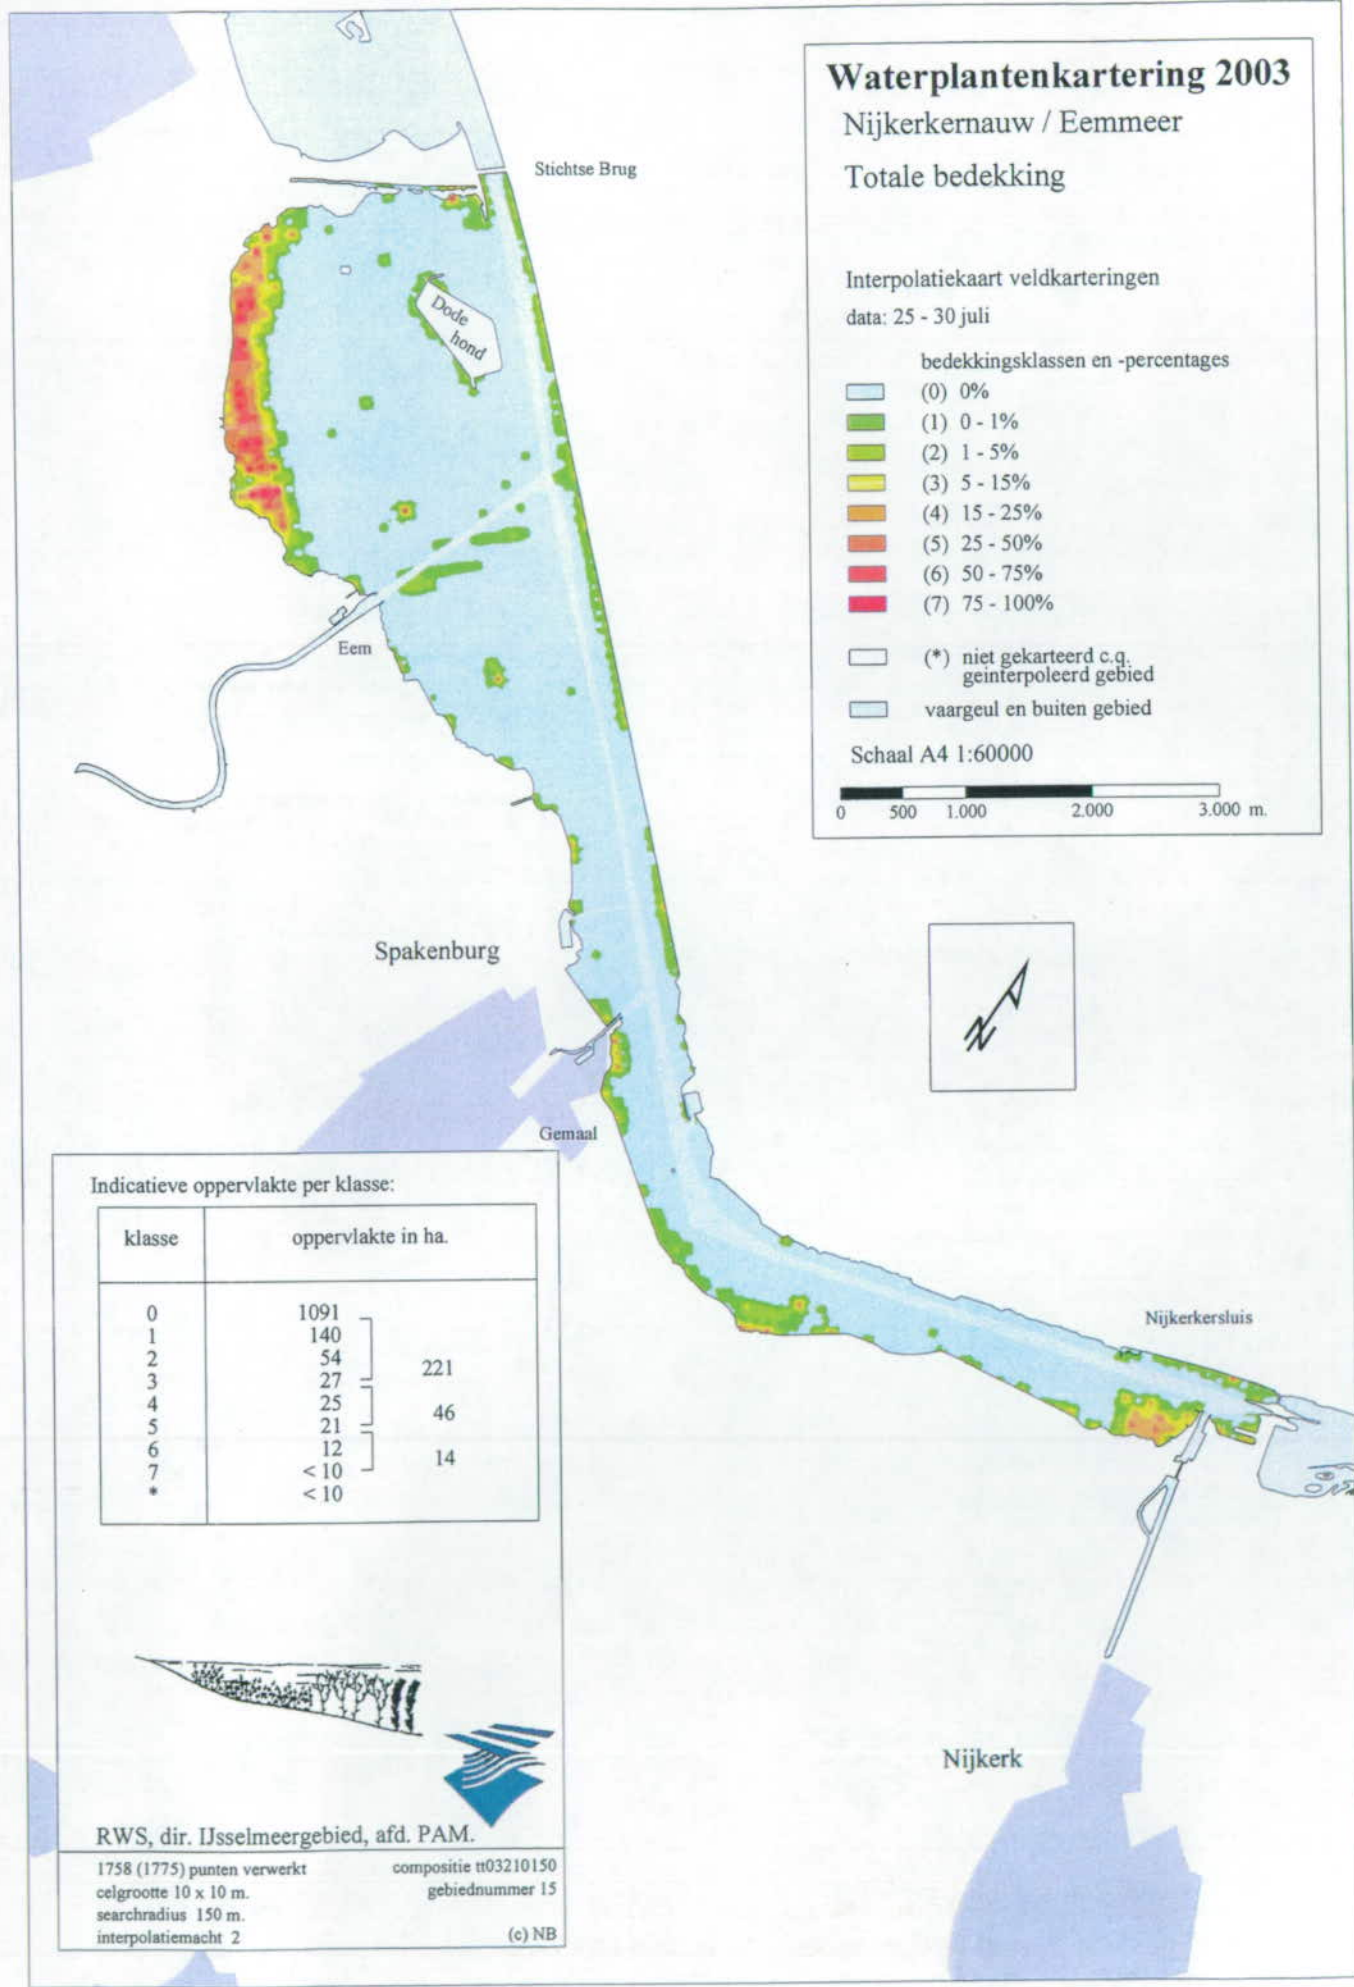 Waterplantenkartering 2003
Nijkerkernauw / Eemmeer
Totale bedekking
Interpolatiekaart veldkarteringen
data: 25 - 30 juli
bedekkingsklassen en -percentages
(0) 0%
(1) 0 - 1%
(2) 1 - 5%
(3) 5 - 15%
(4) 15 - 25%
(5) 25 - 50%
(6) 50 - 75%
(7) 75 - 100%
(*) niet gekarteerd c.q.
geinterpoleerd gebied
vaargeul en buiten gebied
Schaal A4 1:60000
0 500 1.000 2.000 3.000 m.
Stichtse Brug
Dode
hond
Eem
Spakenburg
N
Gemaal
Nijkerkersluis
Nijkerk
Indicatieve oppervlakte per klasse:
klasse oppervlakte in ha.
0 1091
1 140
2 54 221
3 27
4 25 46
5 21
6 12 14
7 < 10
* < 10
RWS, dir. IJsselmeergebied, afd. PAM.
1758 (1775) punten verwerkt compositie tt03210150
celgrootte 10 x 10 m. gebiednummer 15
searchradius 150 m.
interpolatiemacht 2 (c) NB